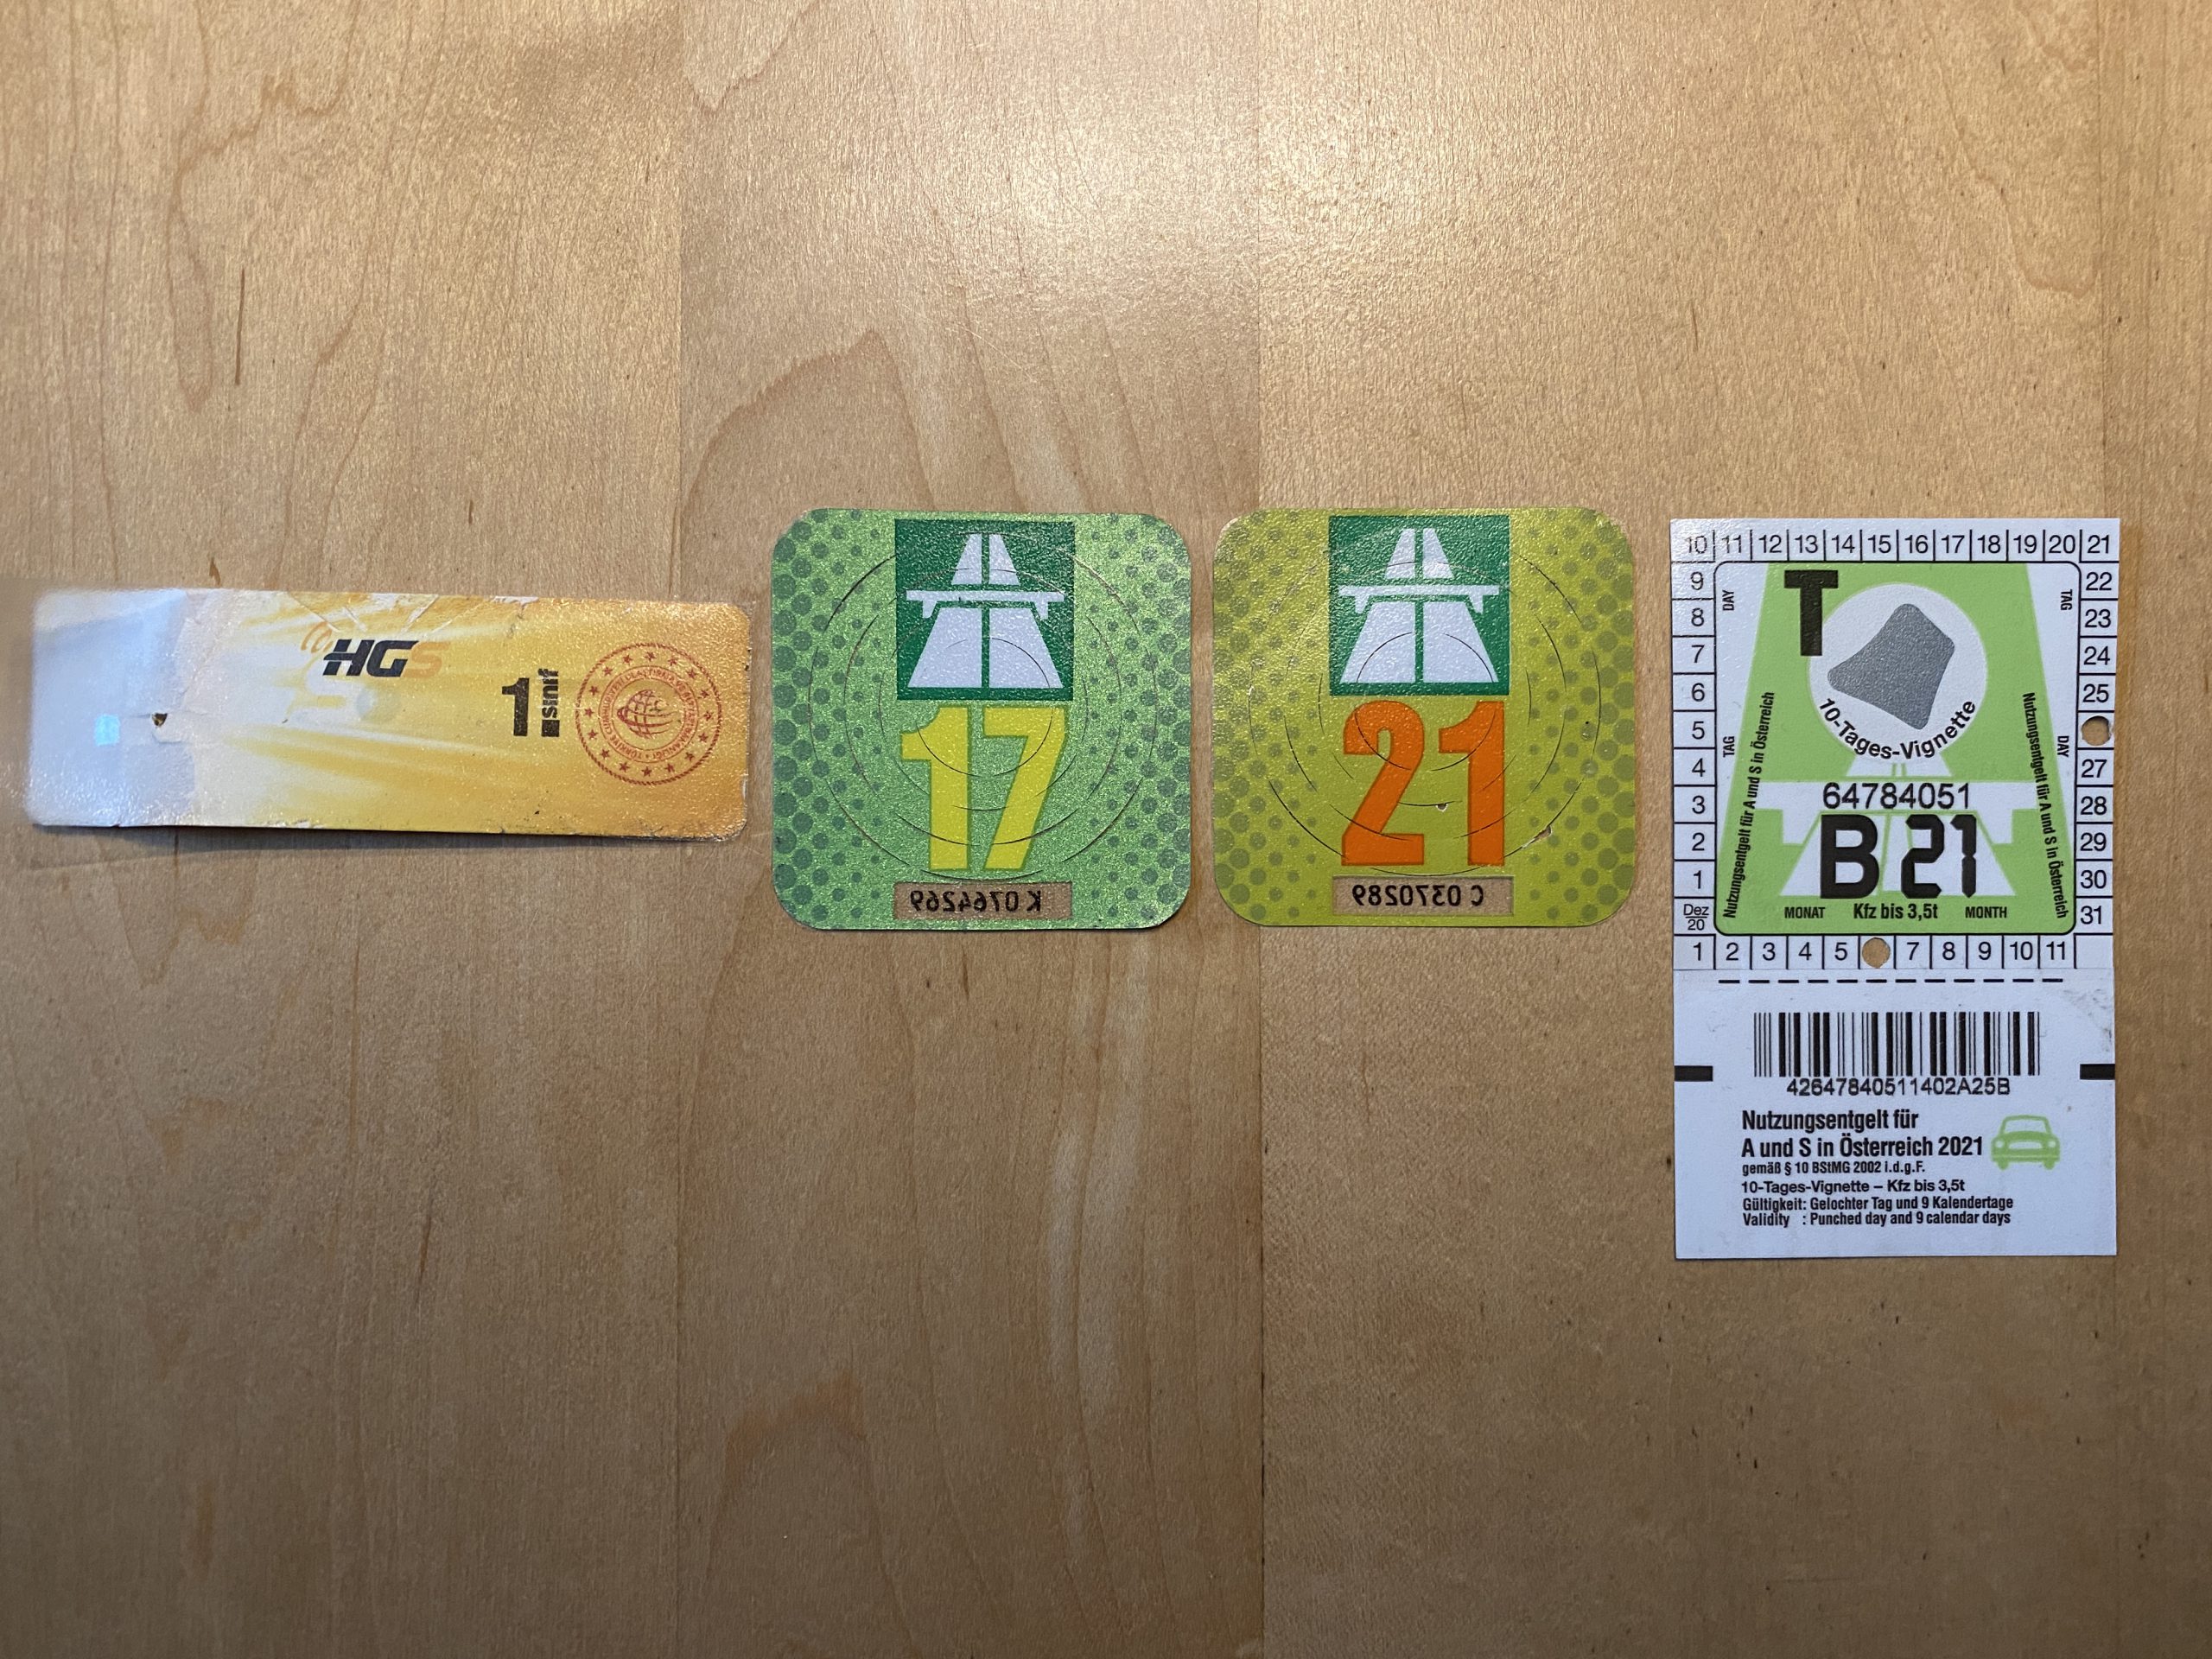 HGS
1.sınıf
17
K 0764269
21
C 0370289
10 11 12 13 14 15 16 17 18 19 20 21
9 DAY T TAG 22
8 23
7 24
6 25
5 TAG DAY
4 27
3 28
2 29
1 30
Dez 20 31
10-Tages-Vignette
Nutzungsentgelt für A und S in Österreich
Nutzungsentgelt für A und S in Österreich
64784051
B 21
MONAT Kfz bis 3,5t MONTH
1 2 3 4 5 7 8 9 10 11
42647840511402A25B
Nutzungsentgelt für
A und S in Österreich 2021
gemäß § 10 BStMG 2002 i.d.g.F.
10-Tages-Vignette – Kfz bis 3,5t
Gültigkeit: Gelochter Tag und 9 Kalendertage
Validity : Punched day and 9 calendar days